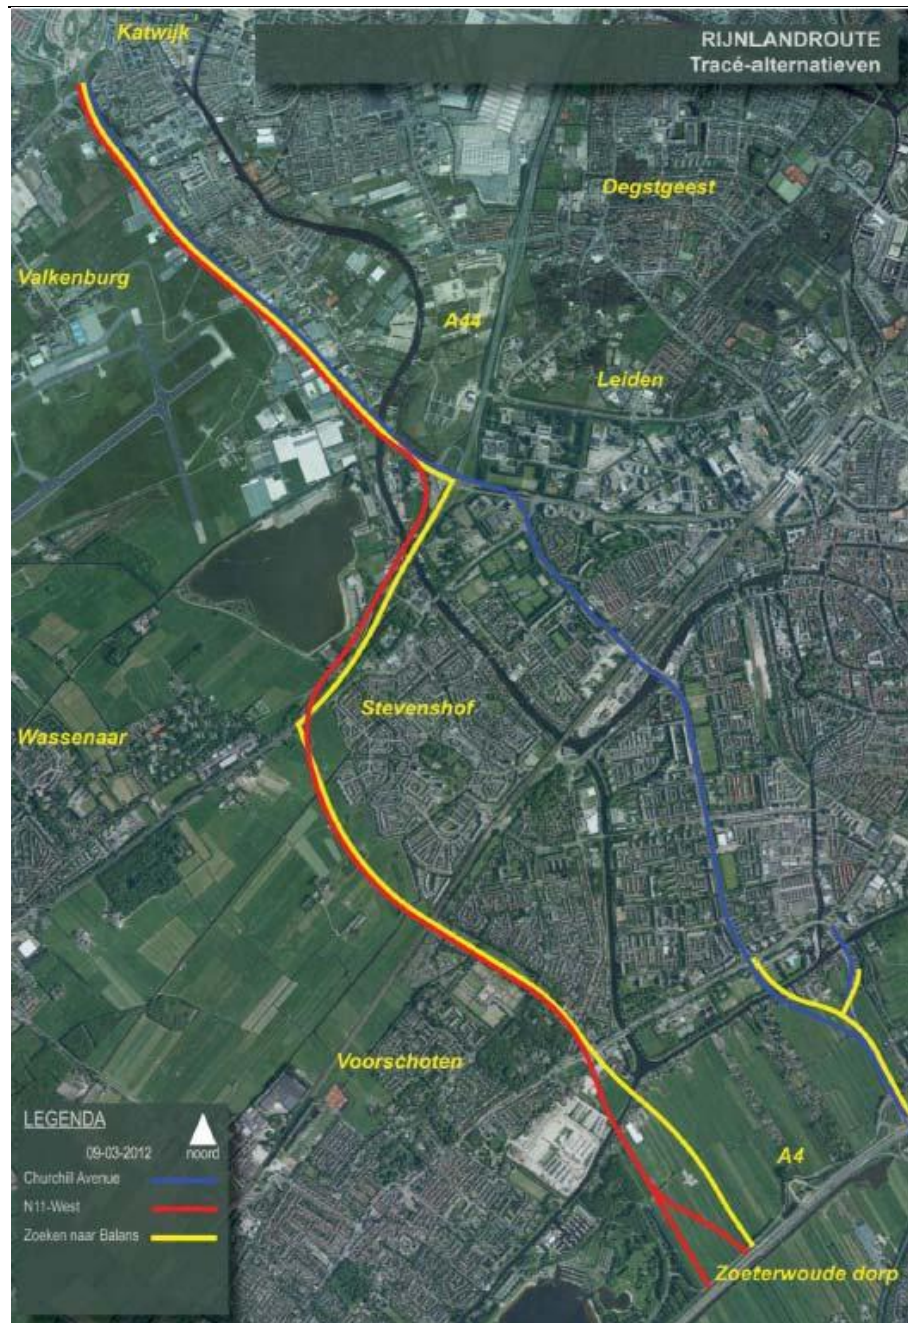 Katwijk
RIJNLANDROUTE
Tracé-alternatieven
Degstgeest
Valkenburg
A44
Leiden
Stevenshof
Wassenaar
Voorschoten
LEGENDA
09-03-2012 noord
A4
Churchill Avenue
N11-West
Zoeken naar Balans
Zoeterwoude dorp